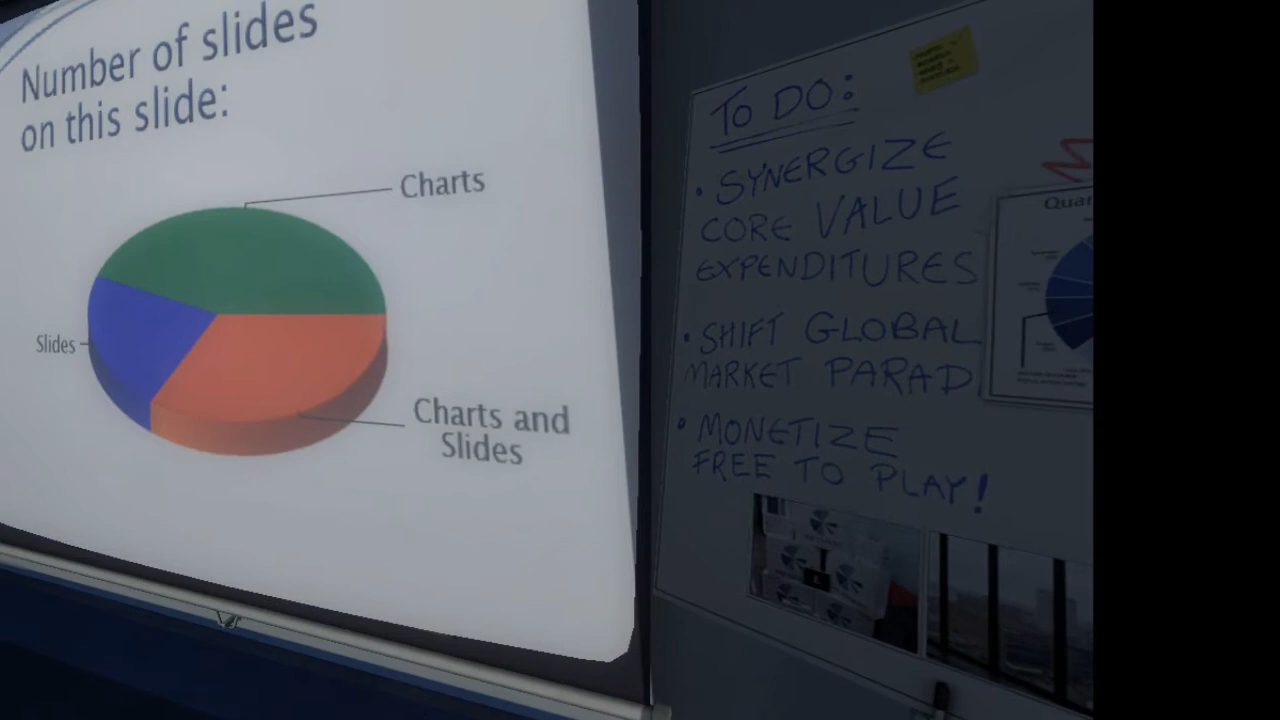 Number of slides
on this slide:
Charts
Slides
Charts and
Slides
TO DO:
• SYNERGIZE
CORE VALUE
EXPENDITURES
• SHIFT GLOBAL
MARKET PARAD
• MONETIZE
FREE TO PLAY!
Quar